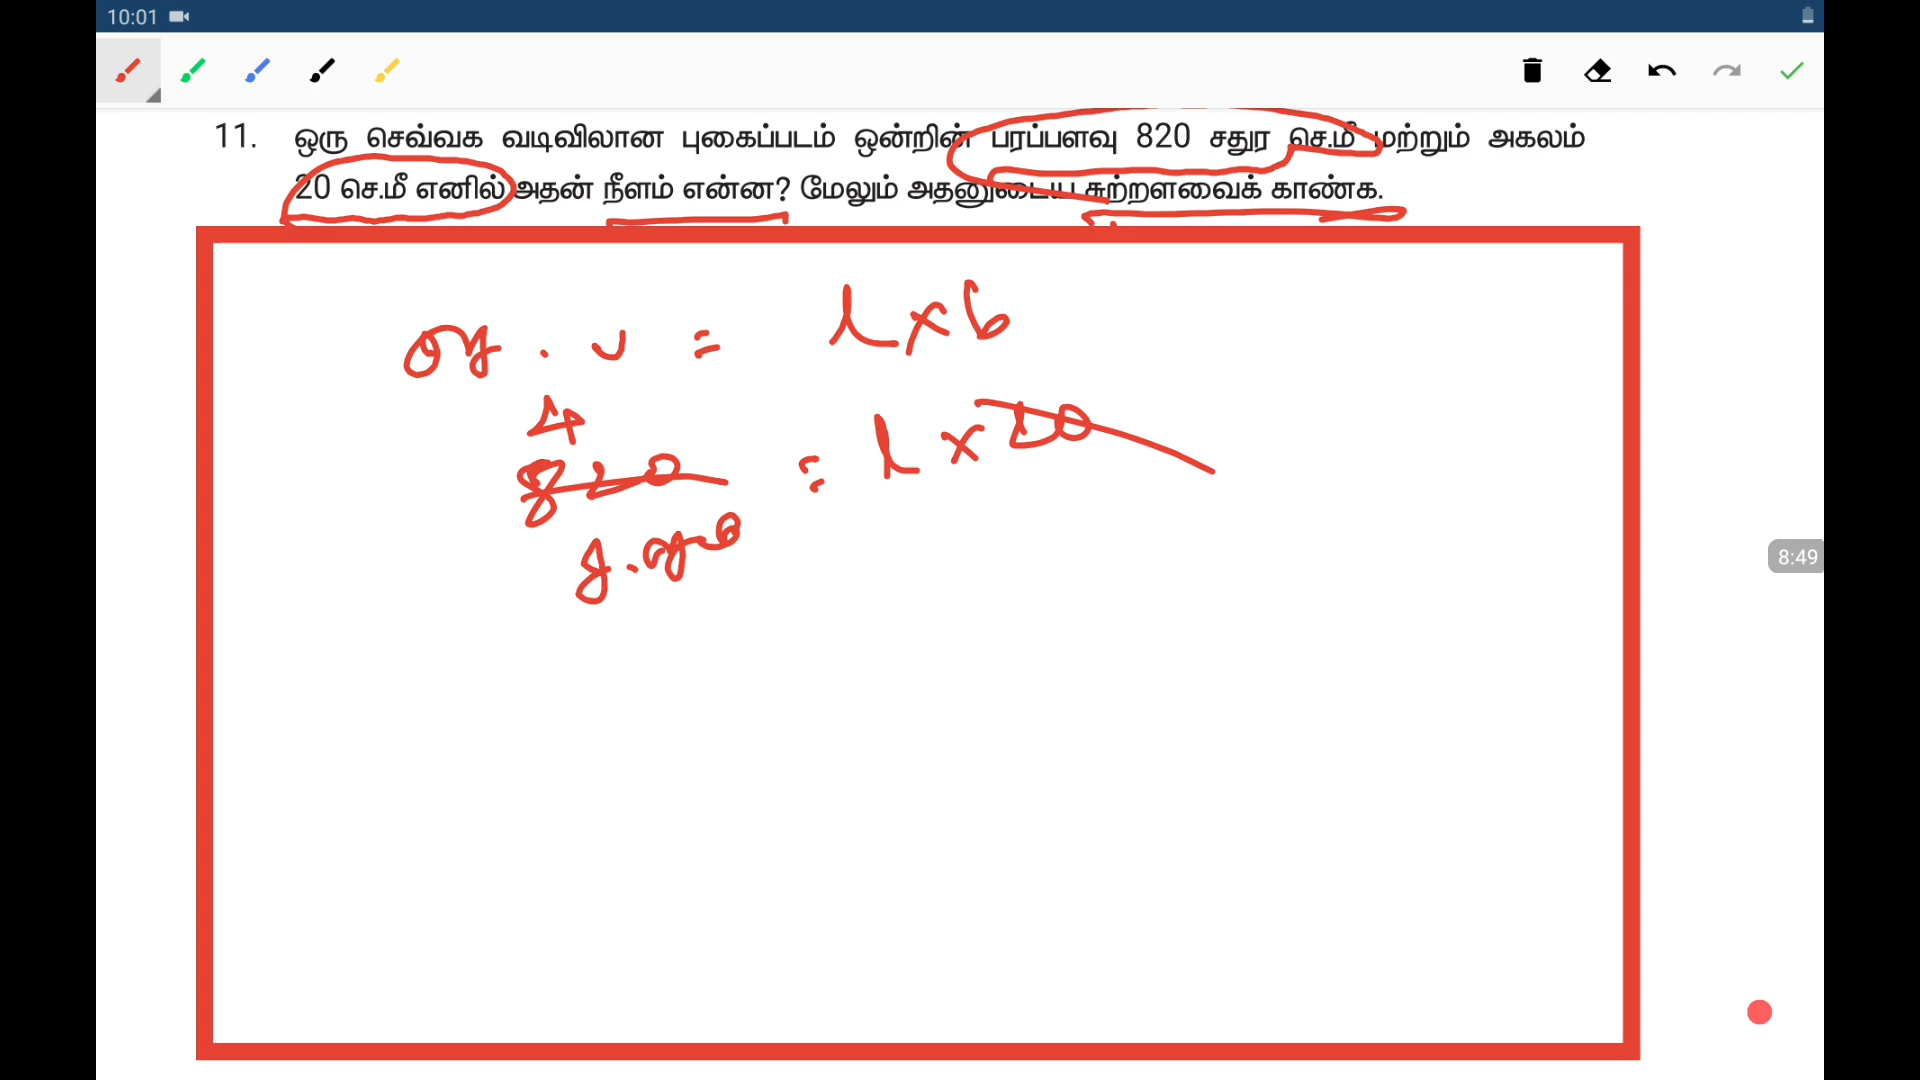 10:01
11. ஒரு செவ்வக வடிவிலான புகைப்படம் ஒன்றின் பரப்பளவு 820 சதுர செ.மீ மற்றும் அகலம்
20 செ.மீ எனில் அதன் நீளம் என்ன? மேலும் அதனுடைய சுற்றளவைக் காண்க.
செ. ப = l x b
4
820 = l x 20
8:49